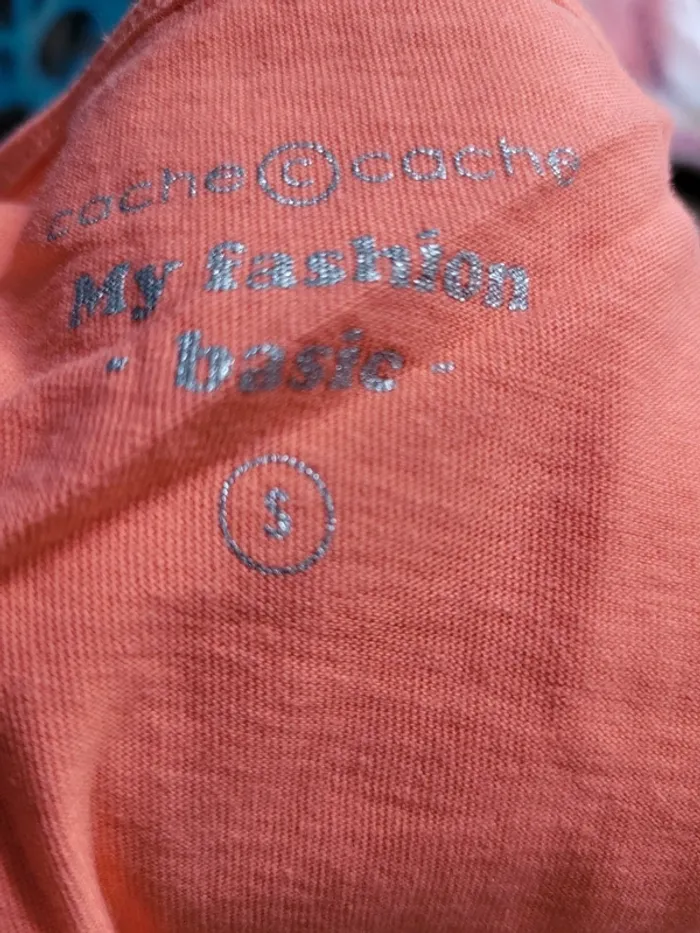 cache © cache
My fashion
- basic -
S